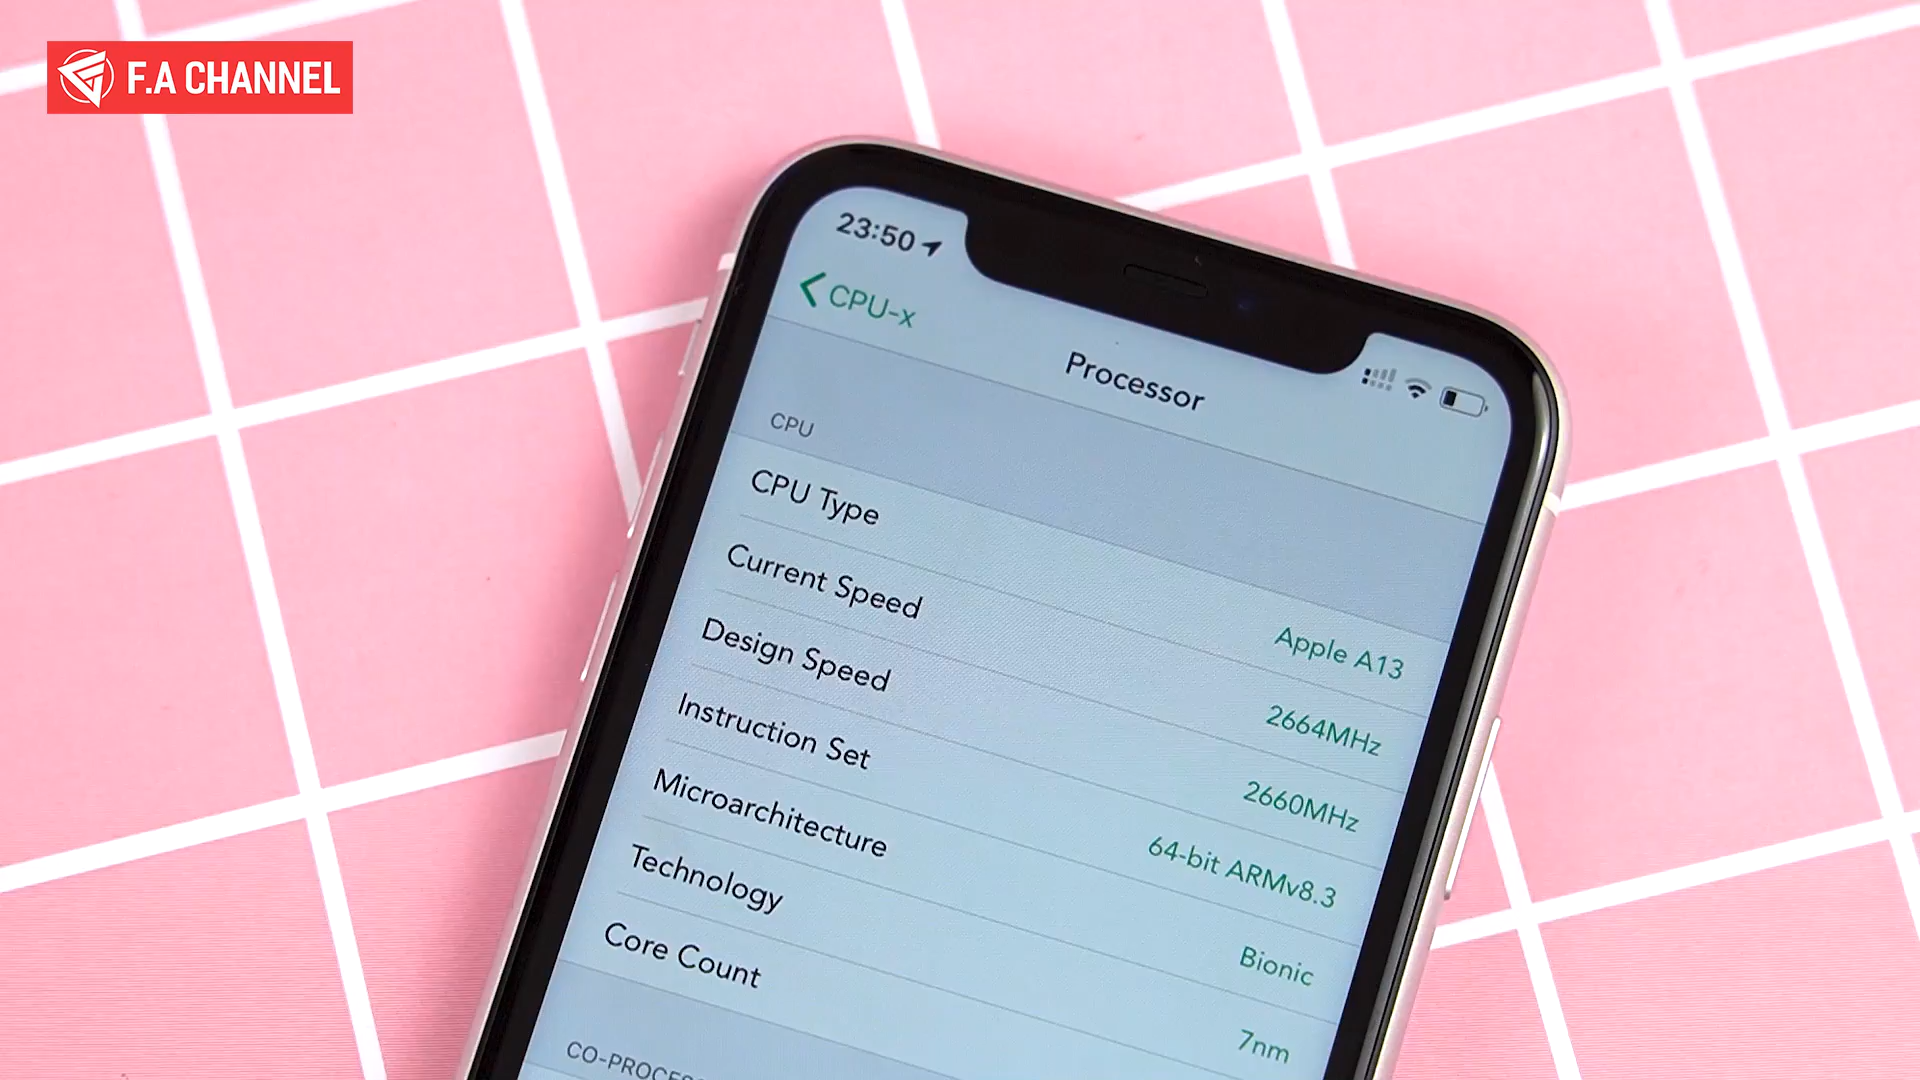 F.A CHANNEL
23:50
CPU-x
Processor
CPU
CPU Type
Apple A13
Current Speed
2664MHz
Design Speed
2660MHz
Instruction Set
64-bit ARMv8.3
Microarchitecture
Bionic
Technology
7nm
Core Count